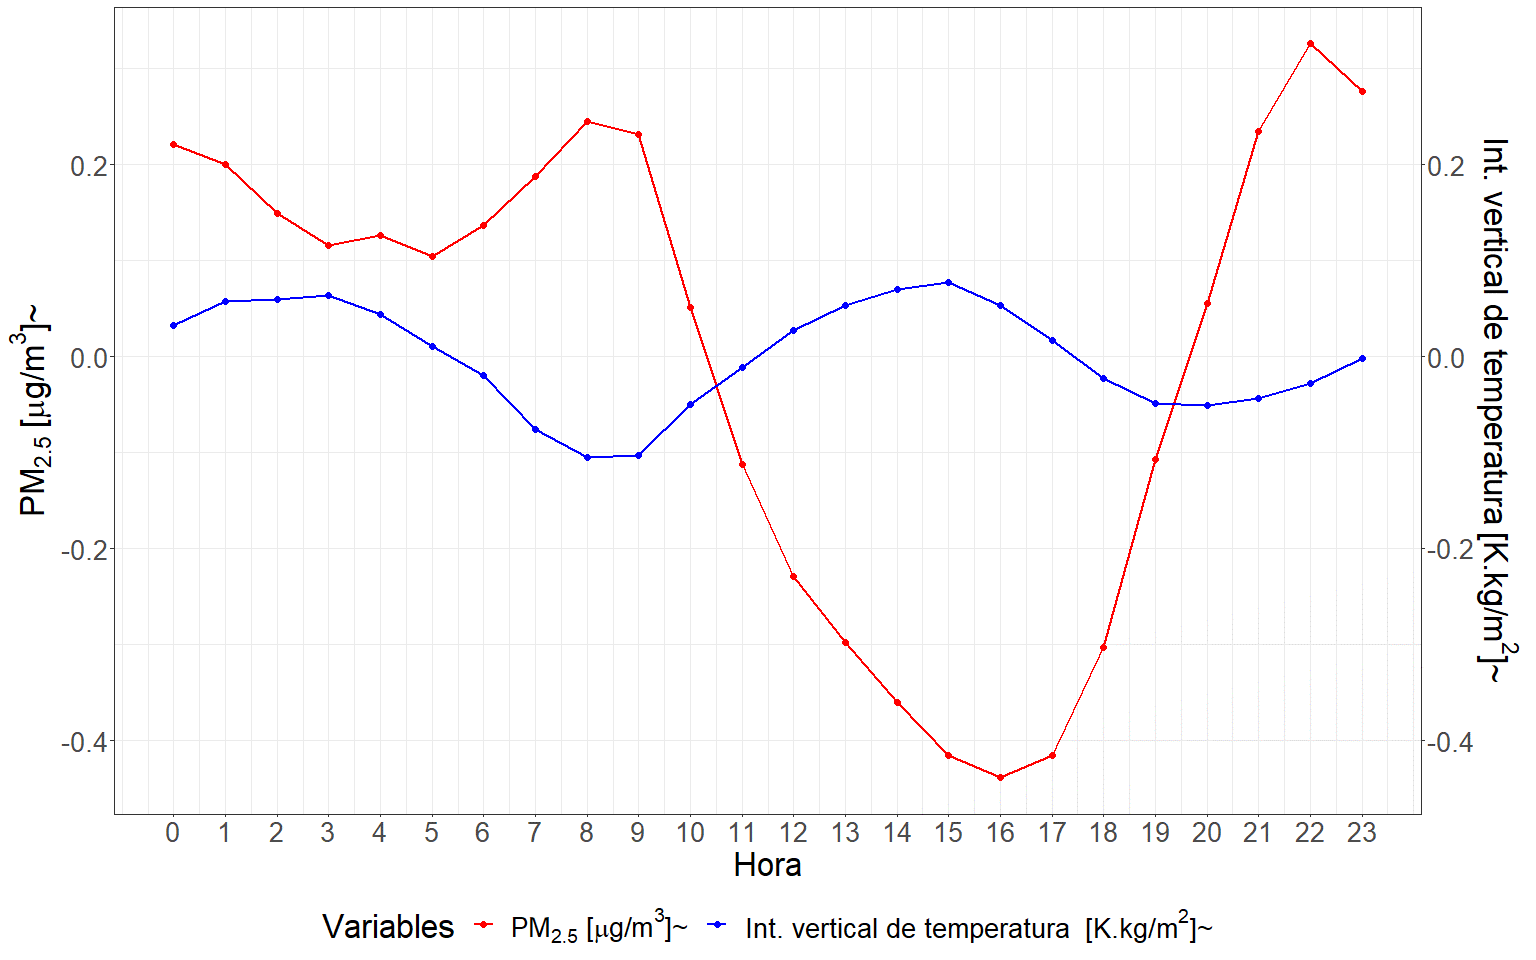 PM2.5 [μg/m3]~
0.2
0.0
-0.2
-0.4
0.2
0.0
-0.2
-0.4
Int. vertical de temperatura [K.kg/m2]~
0 1 2 3 4 5 6 7 8 9 10 11 12 13 14 15 16 17 18 19 20 21 22 23
Hora
Variables PM2.5 [μg/m3]~ Int. vertical de temperatura [K.kg/m2]~